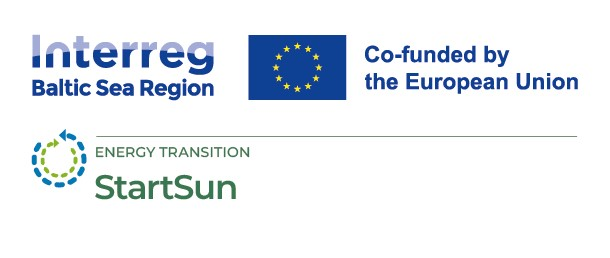 Interreg
Baltic Sea Region
Co-funded by
the European Union
ENERGY TRANSITION
StartSun